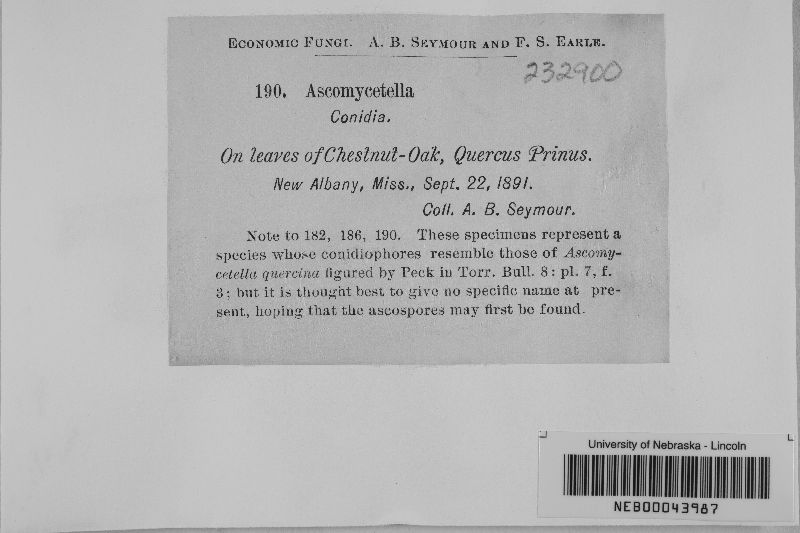 Economic Fungi. A. B. Seymour and F. S. Earle.
232900
190. Ascomycetella
Conidia.
On leaves of Chestnut-Oak, Quercus Prinus.
New Albany, Miss., Sept. 22, 1891.
Coll. A. B. Seymour.
Note to 182, 186, 190. These specimens represent a
species whose conidiophores resemble those of Ascomy-
cetella quercina figured by Peck in Torr. Bull. 8: pl. 7, f.
3; but it is thought best to give no specific name at pre-
sent, hoping that the ascospores may first be found.
University of Nebraska - Lincoln
NEB00043987